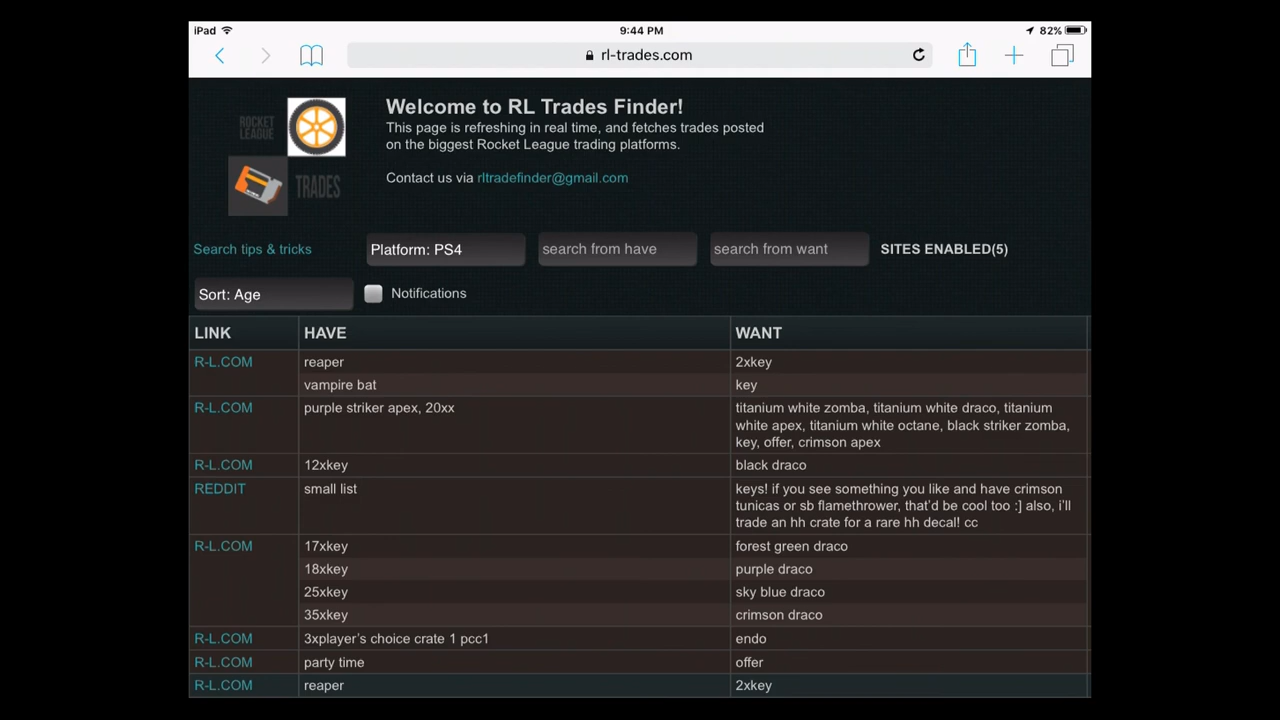 iPad 9:44 PM 82%
rl-trades.com
ROCKET
LEAGUE
TRADES
Welcome to RL Trades Finder!
This page is refreshing in real time, and fetches trades posted
on the biggest Rocket League trading platforms.
Contact us via rltradefinder@gmail.com
Search tips & tricks Platform: PS4 search from have search from want SITES ENABLED(5)
Sort: Age Notifications
LINK HAVE WANT
R-L.COM reaper 2xkey
vampire bat key
R-L.COM purple striker apex, 20xx titanium white zomba, titanium white draco, titanium
white apex, titanium white octane, black striker zomba,
key, offer, crimson apex
R-L.COM 12xkey black draco
REDDIT small list keys! if you see something you like and have crimson
tunicas or sb flamethrower, that'd be cool too :] also, i'll
trade an hh crate for a rare hh decal! cc
R-L.COM 17xkey forest green draco
18xkey purple draco
25xkey sky blue draco
35xkey crimson draco
R-L.COM 3xplayer's choice crate 1 pcc1 endo
R-L.COM party time offer
R-L.COM reaper 2xkey